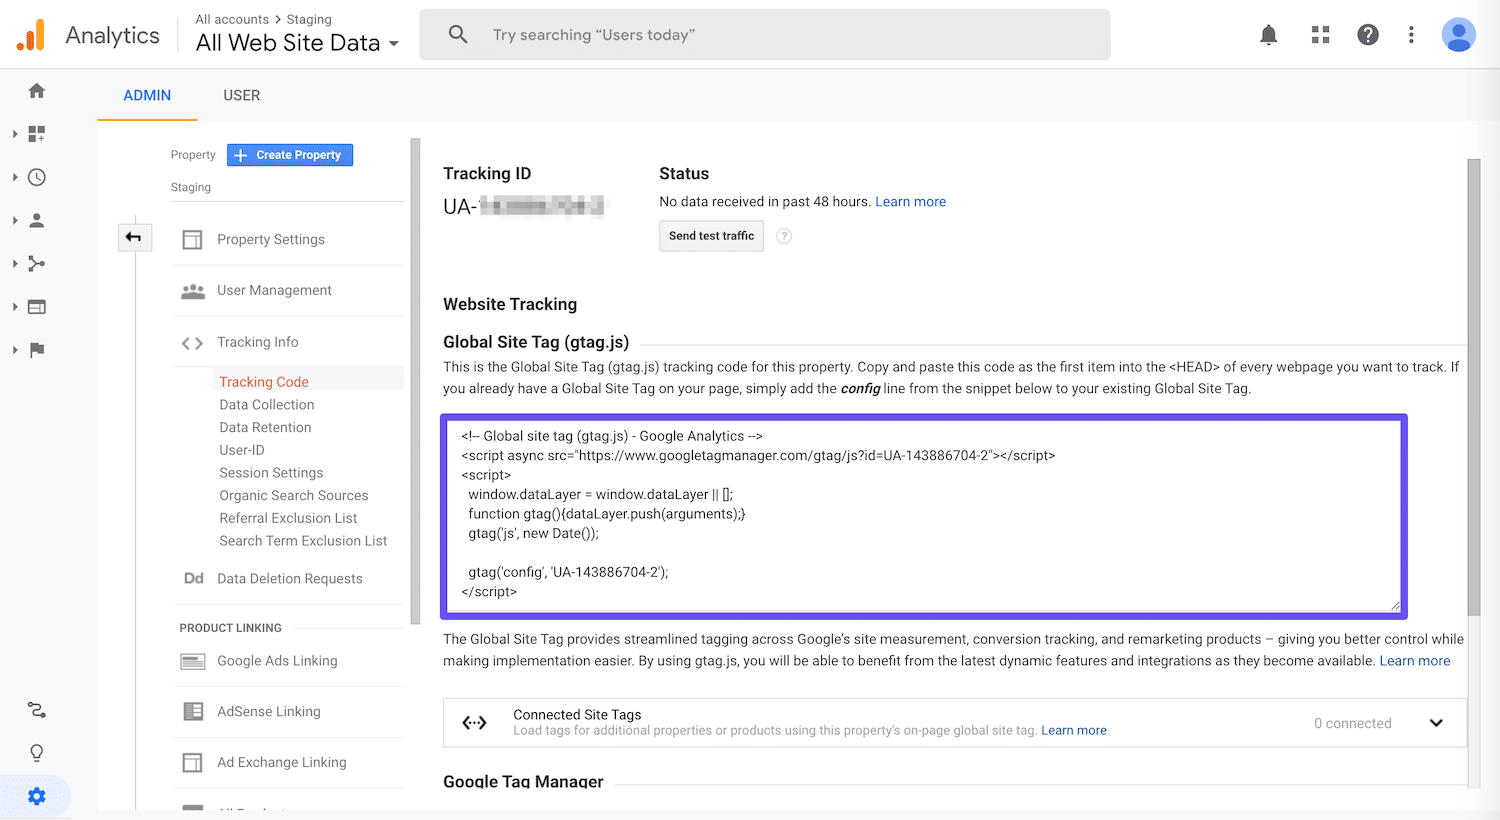 Analytics
All accounts > Staging
All Web Site Data
Try searching “Users today”
ADMIN
USER
Property
Create Property
Staging
Property Settings
User Management
Tracking Info
Tracking Code
Data Collection
Data Retention
User-ID
Session Settings
Organic Search Sources
Referral Exclusion List
Search Term Exclusion List
Dd Data Deletion Requests
PRODUCT LINKING
Google Ads Linking
AdSense Linking
Ad Exchange Linking
Tracking ID
UA-
Status
No data received in past 48 hours. Learn more
Send test traffic
?
Website Tracking
Global Site Tag (gtag.js)
This is the Global Site Tag (gtag.js) tracking code for this property. Copy and paste this code as the first item into the <HEAD> of every webpage you want to track. If
you already have a Global Site Tag on your page, simply add the config line from the snippet below to your existing Global Site Tag.
<!-- Global site tag (gtag.js) - Google Analytics -->
<script async src="https://www.googletagmanager.com/gtag/js?id=UA-143886704-2"></script>
<script>
window.dataLayer = window.dataLayer || [];
function gtag(){dataLayer.push(arguments);}
gtag('js', new Date());
gtag('config', 'UA-143886704-2');
</script>
The Global Site Tag provides streamlined tagging across Google’s site measurement, conversion tracking, and remarketing products – giving you better control while
making implementation easier. By using gtag.js, you will be able to benefit from the latest dynamic features and integrations as they become available. Learn more
Connected Site Tags
Load tags for additional properties or products using this property's on-page global site tag. Learn more
0 connected
Google Tag Manager